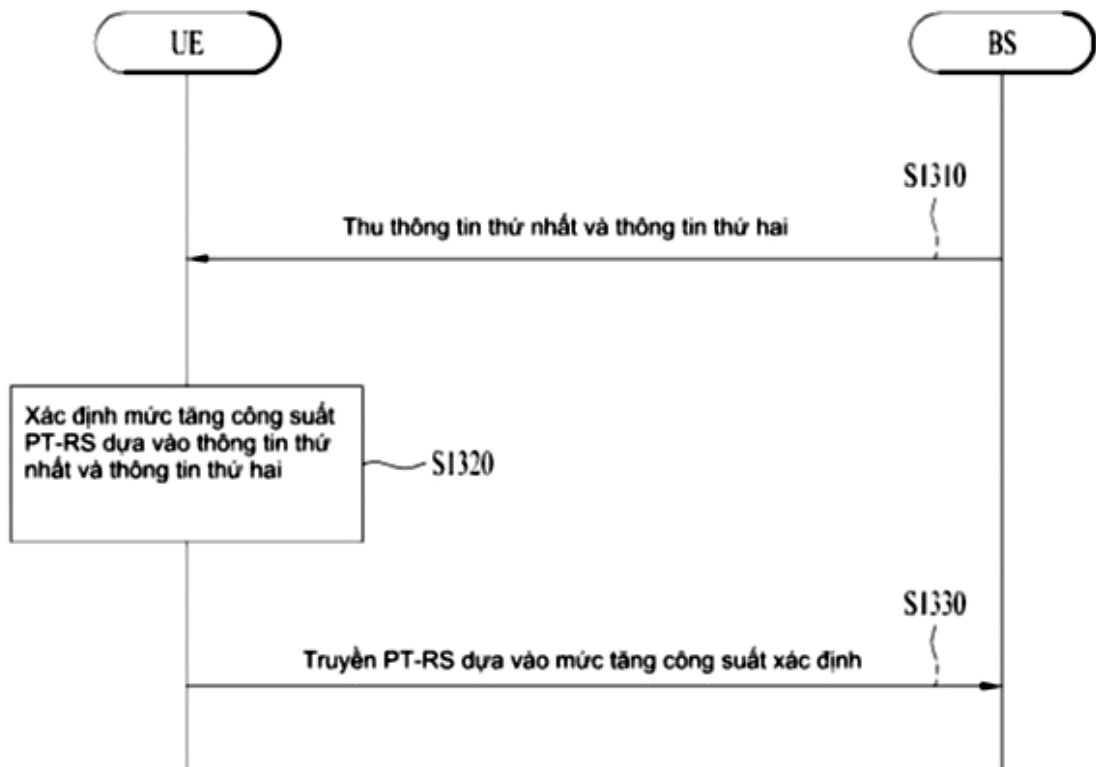 UE
BS
S1310
Thu thông tin thứ nhất và thông tin thứ hai
Xác định mức tăng công suất
PT-RS dựa vào thông tin thứ
nhất và thông tin thứ hai
S1320
S1330
Truyền PT-RS dựa vào mức tăng công suất xác định